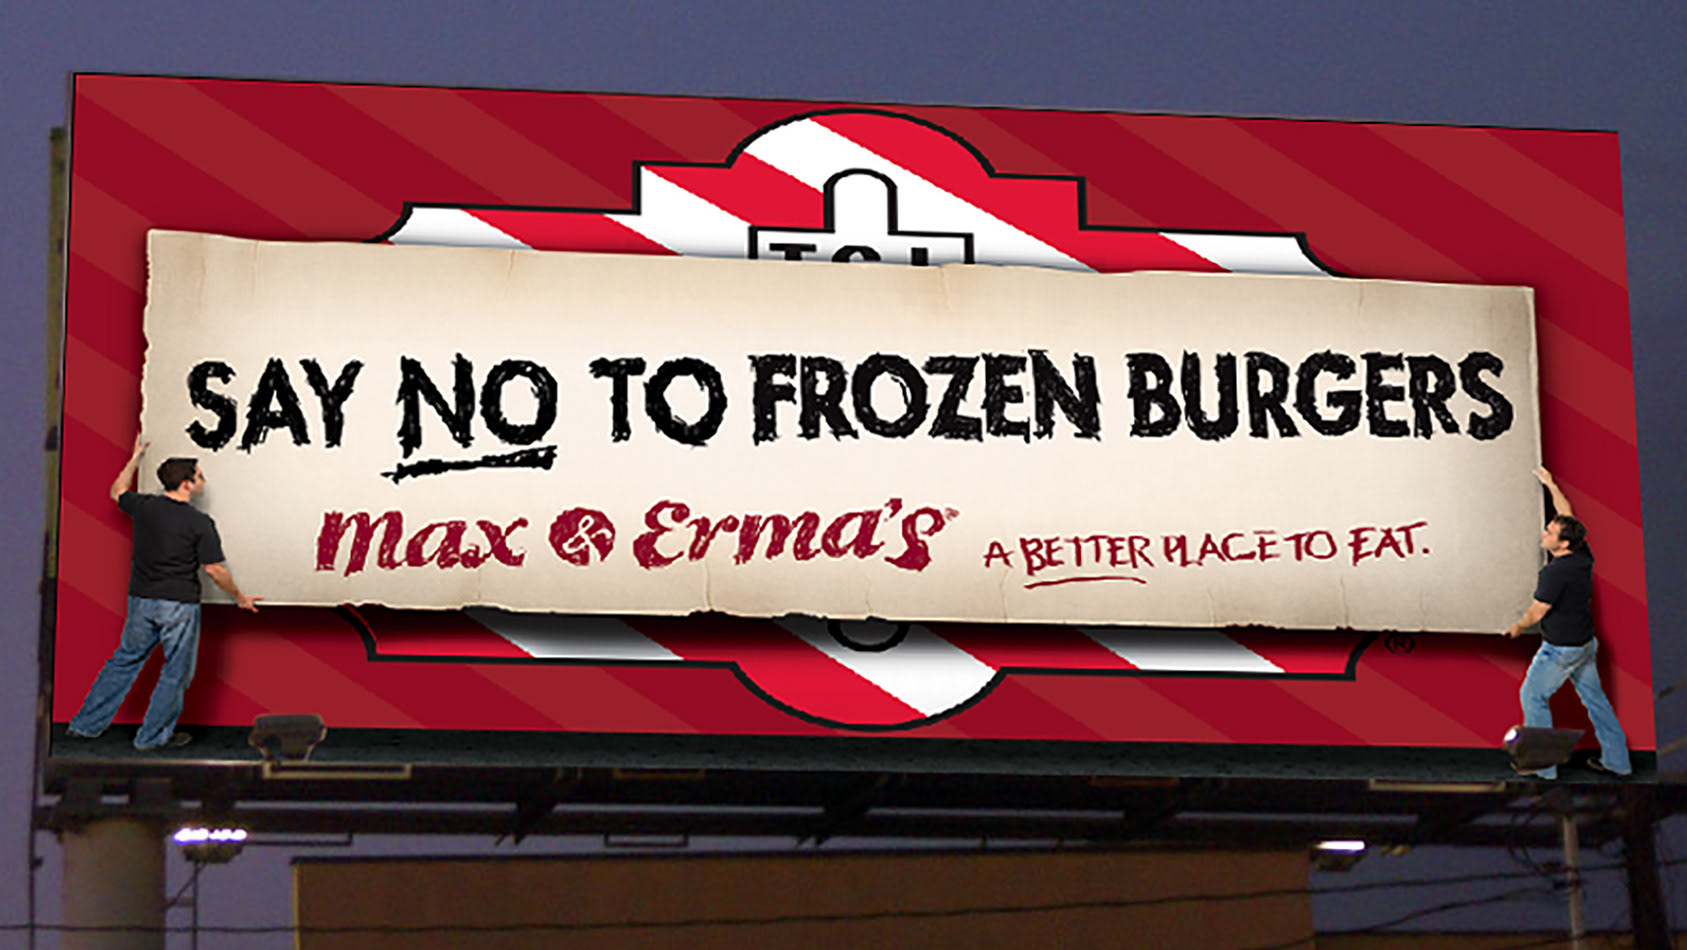 SAY NO TO FROZEN BURGERS
Max & Erma's
A BETTER PLACE TO EAT.